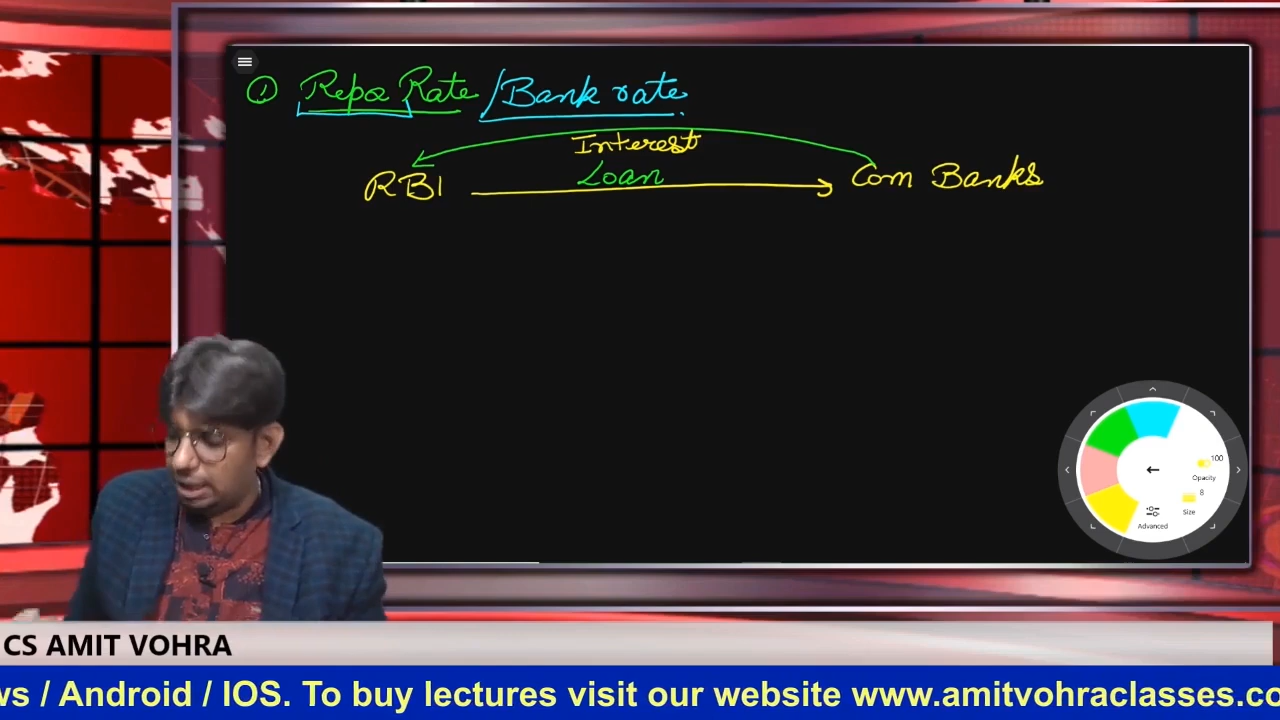 ① Repo Rate / Bank rate
Interest
RBI Loan Com Banks
100
Opacity
8
Size
Advanced
CS AMIT VOHRA
/ Android / IOS. To buy lectures visit our website www.amitvohraclasses.co